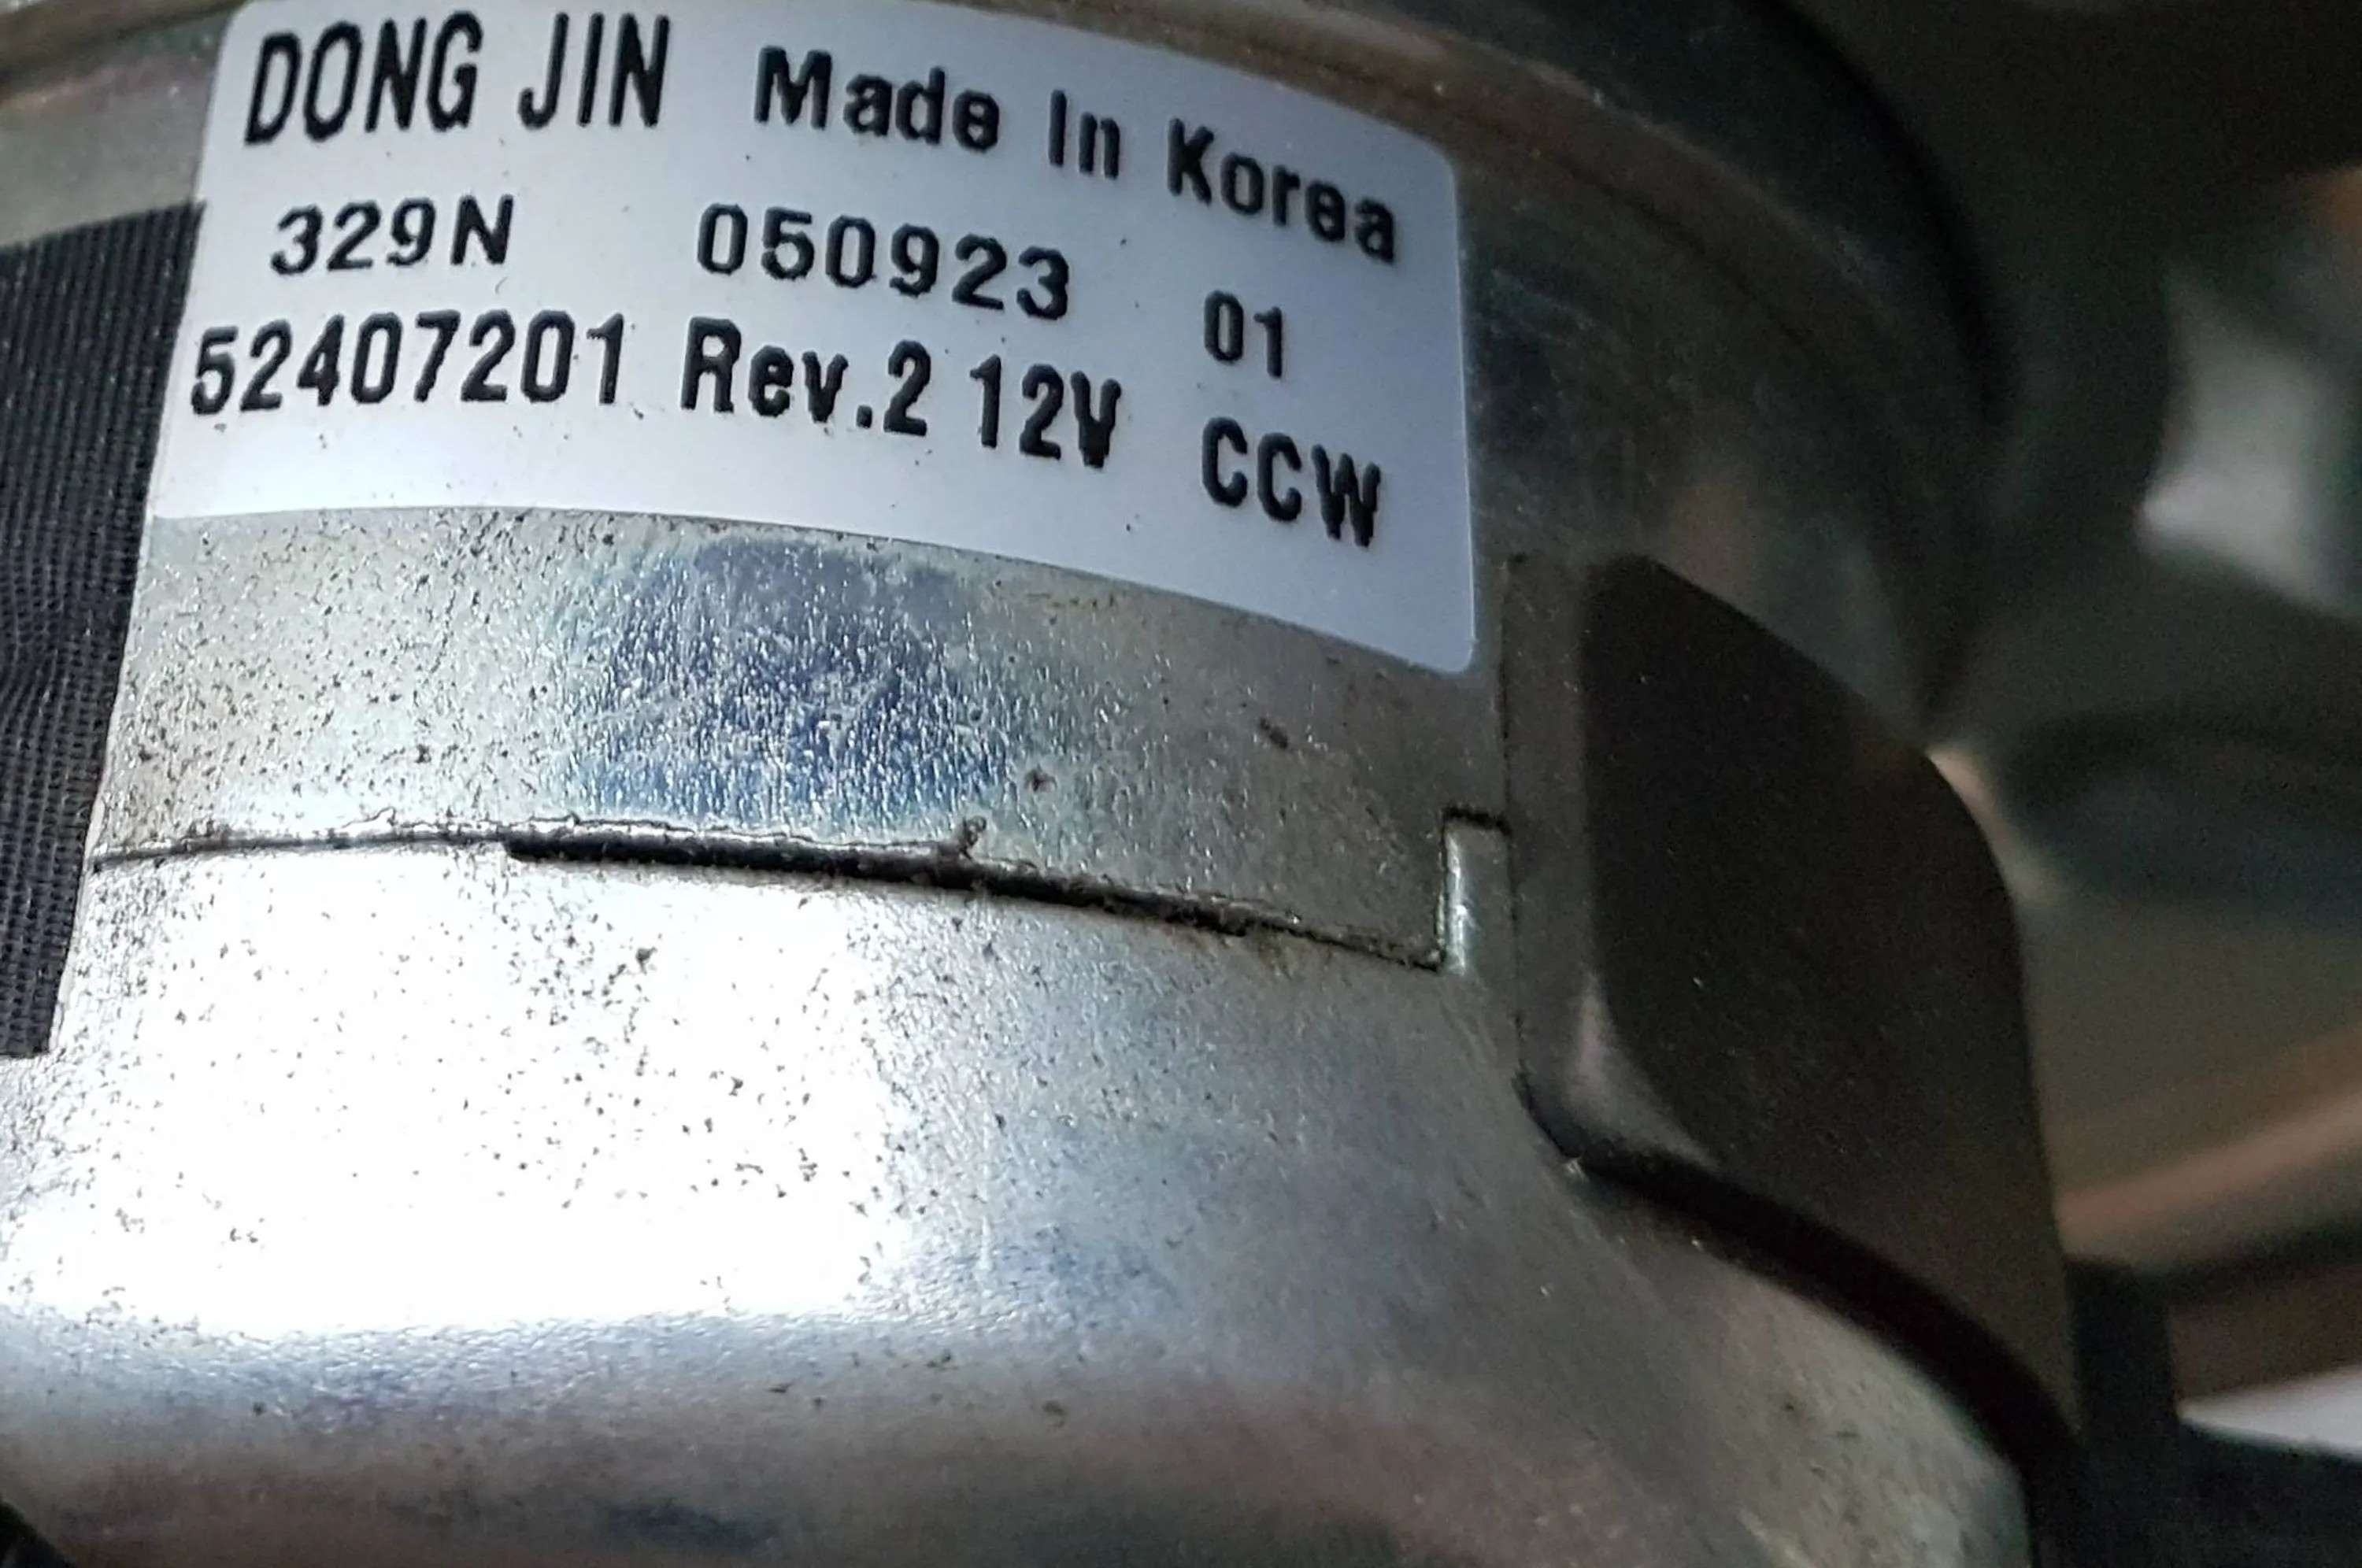 DONG JIN Made In Korea
329N 050923 01
52407201 Rev.2 12V CCW